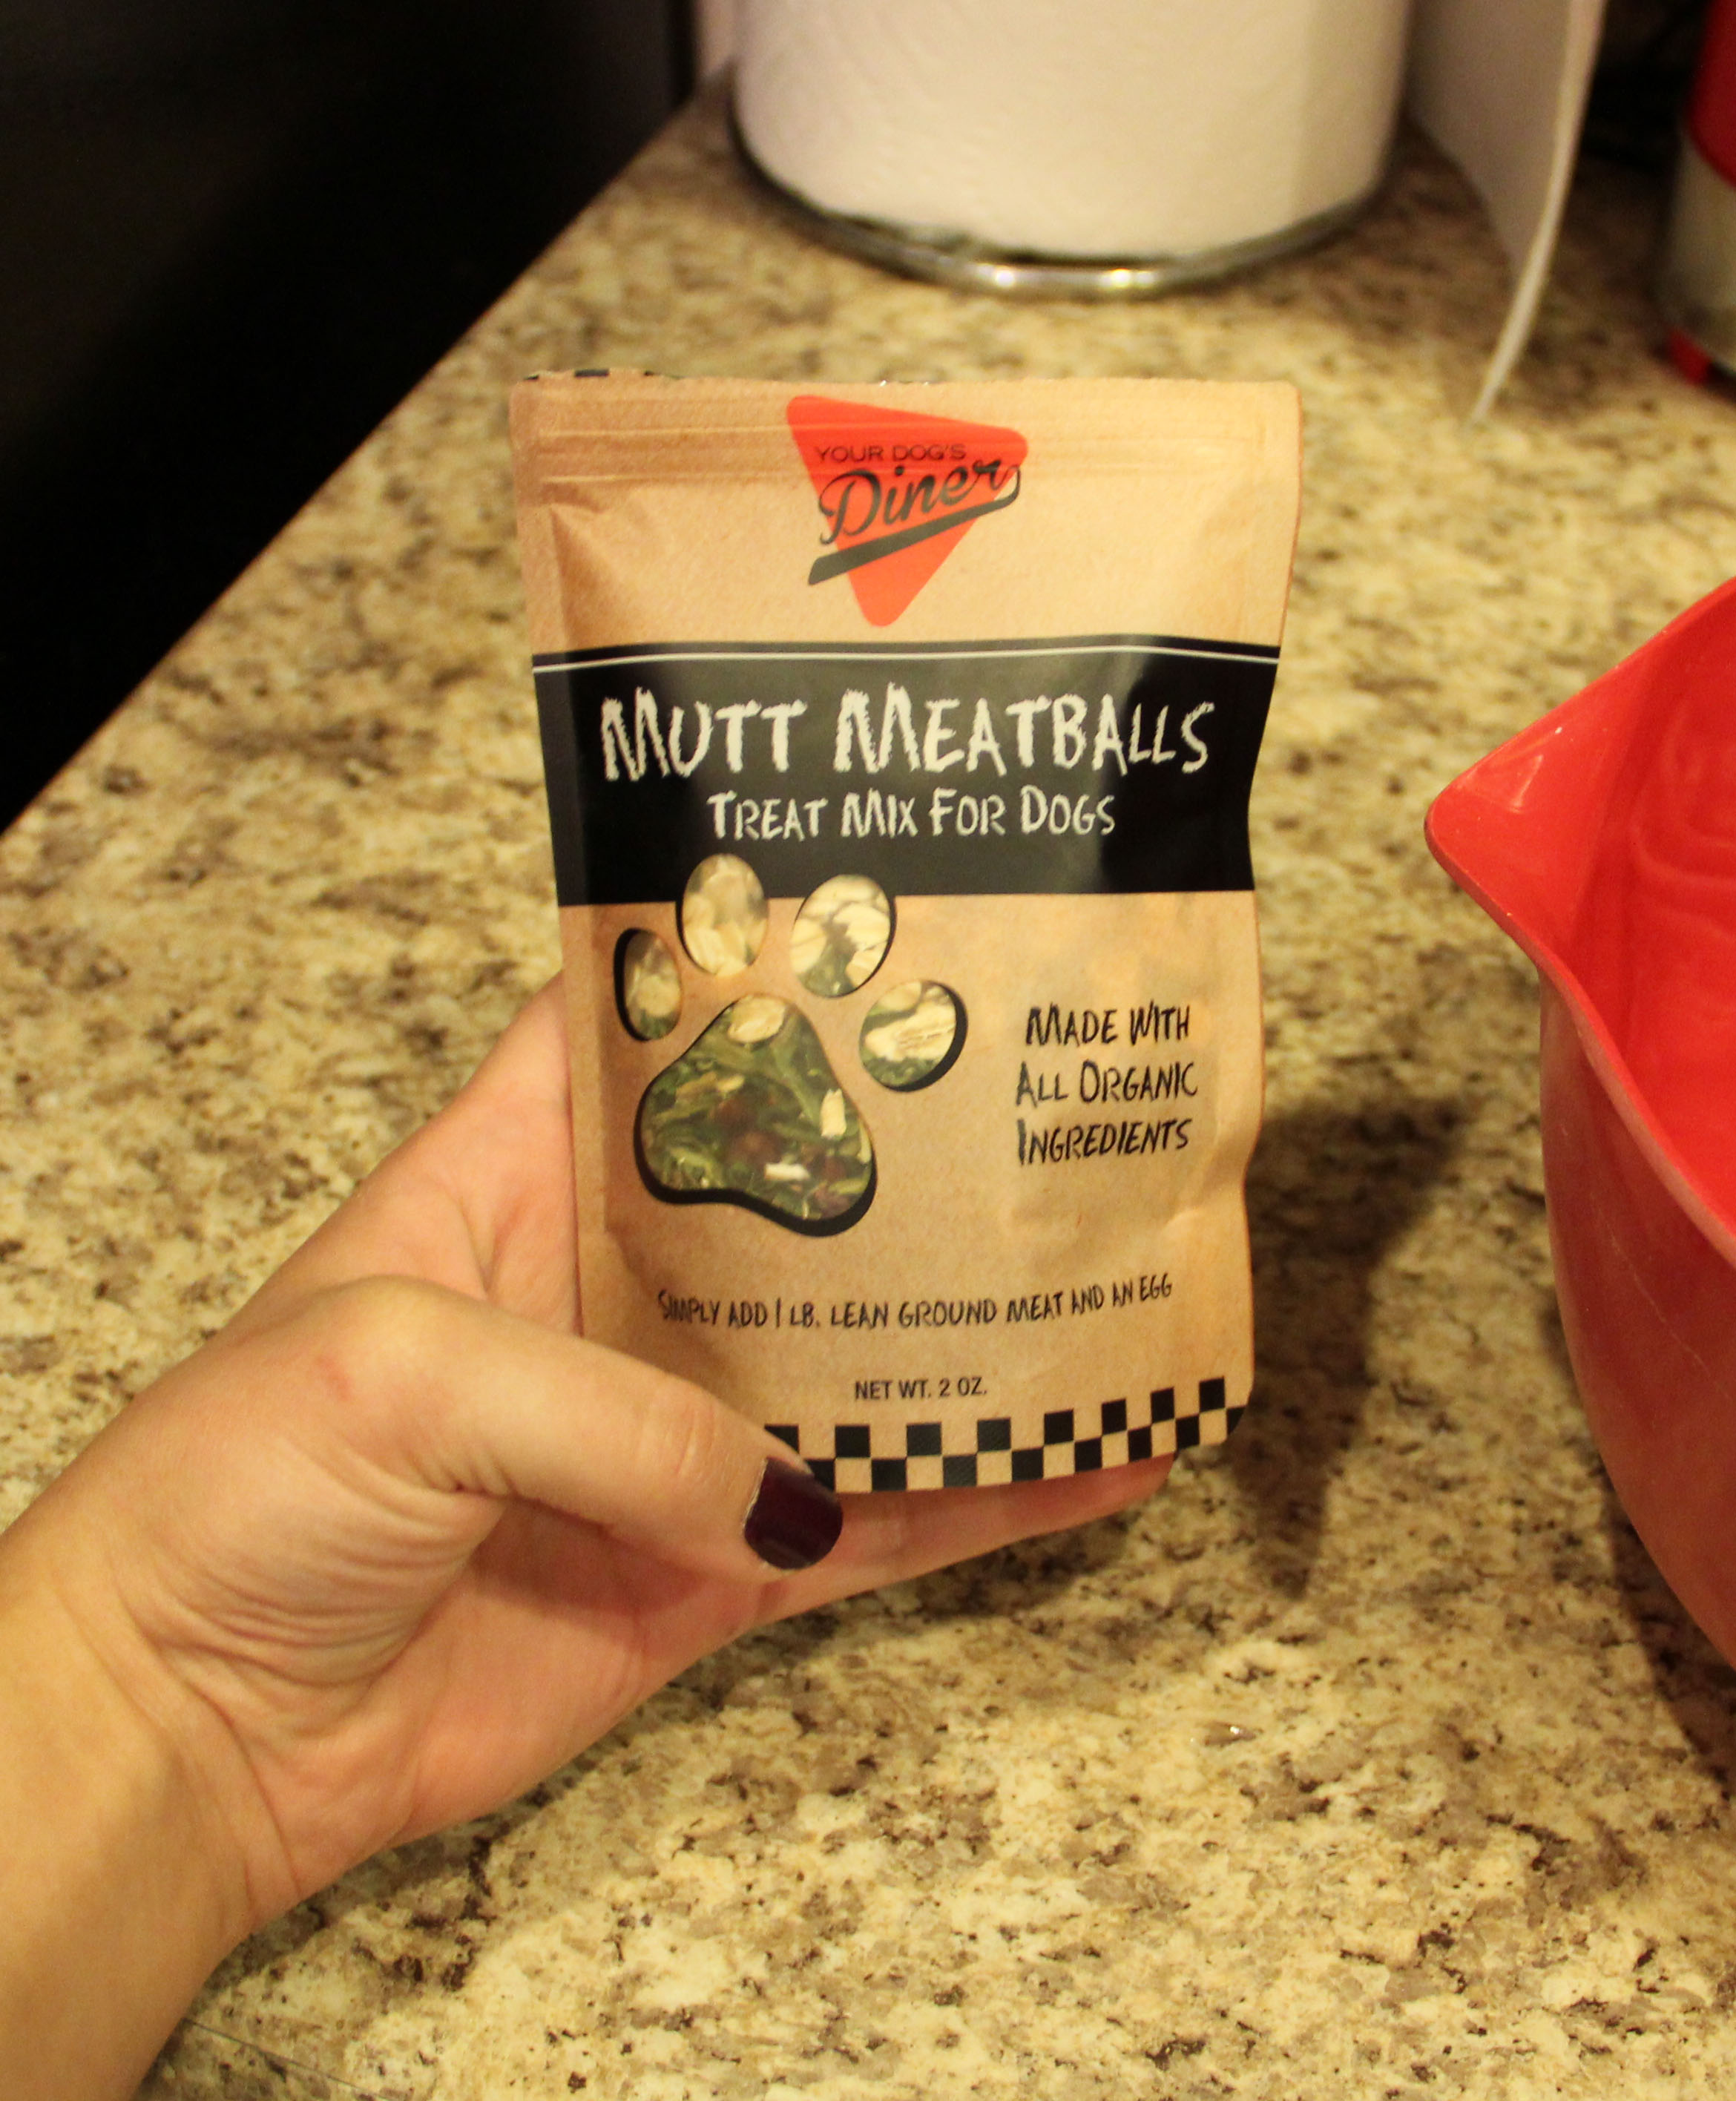 YOUR DOG'S
Diner
MUTT MEATBALLS
TREAT MIX FOR DOGS
MADE WITH
ALL ORGANIC
INGREDIENTS
SIMPLY ADD 1 LB. LEAN GROUND MEAT AND AN EGG
NET WT. 2 OZ.